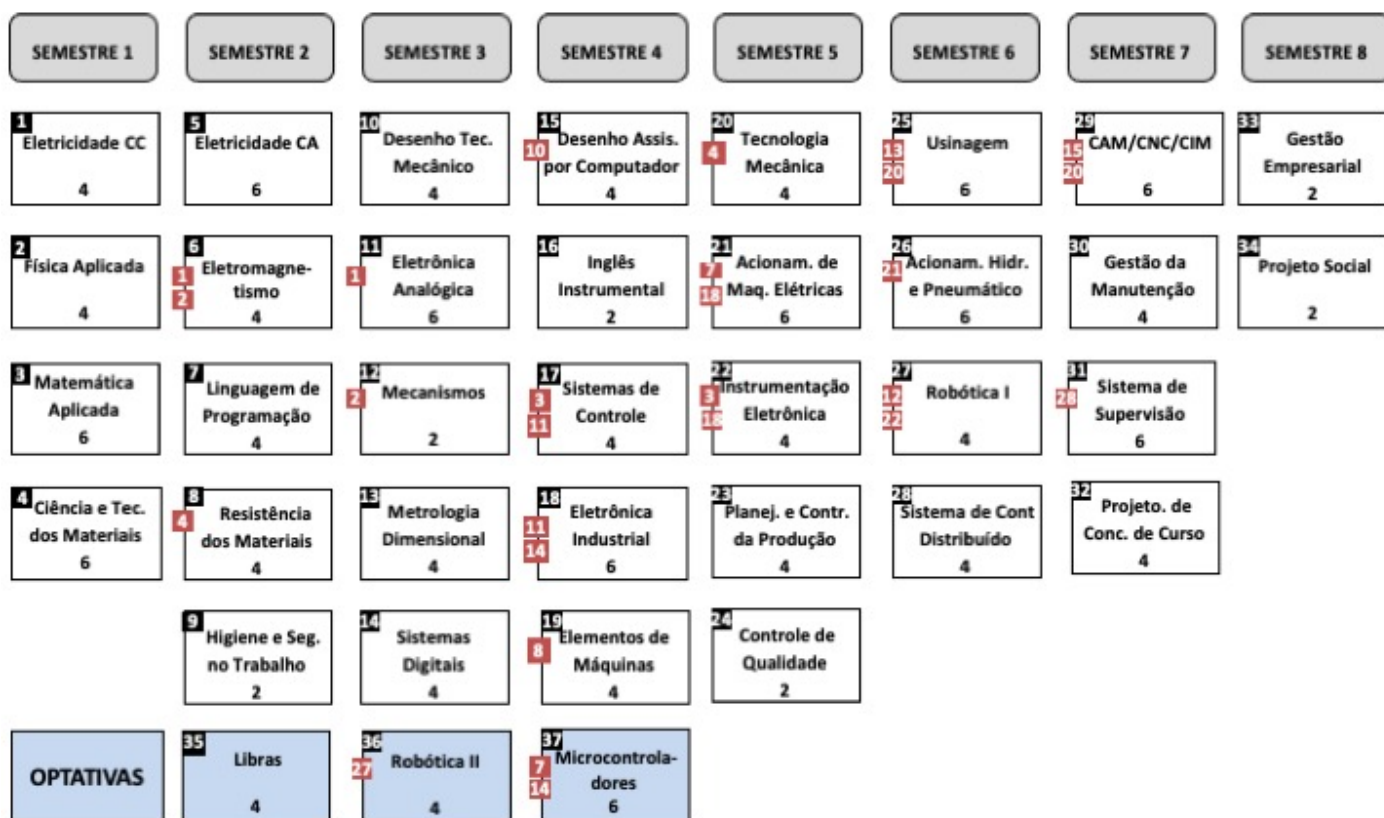 SEMESTRE 1
SEMESTRE 2
SEMESTRE 3
SEMESTRE 4
SEMESTRE 5
SEMESTRE 6
SEMESTRE 7
SEMESTRE 8
1
Eletricidade CC
4
5
Eletricidade CA
6
10
Desenho Tec.
Mecânico
4
15
10
Desenho Assis.
por Computador
4
20
4
Tecnologia
Mecânica
4
25
13
20
Usinagem
6
29
15
20
CAM/CNC/CIM
6
33
Gestão
Empresarial
2
2
Física Aplicada
4
6
1
2
Eletromagne-
tismo
4
11
1
Eletrônica
Analógica
6
16
Inglês
Instrumental
2
21
7
18
Acionam. de
Maq. Elétricas
6
26
21
Acionam. Hidr.
e Pneumático
6
30
Gestão da
Manutenção
4
34
Projeto Social
2
3
Matemática
Aplicada
6
7
Linguagem de
Programação
4
12
2
Mecanismos
2
17
3
11
Sistemas de
Controle
4
22
3
18
Instrumentação
Eletrônica
4
27
12
22
Robótica I
4
31
28
Sistema de
Supervisão
6
4
Ciência e Tec.
dos Materiais
6
8
4
Resistência
dos Materiais
4
13
Metrologia
Dimensional
4
18
11
14
Eletrônica
Industrial
6
23
Planej. e Contr.
da Produção
4
28
Sistema de Cont
Distribuído
4
32
Projeto. de
Conc. de Curso
4
9
Higiene e Seg.
no Trabalho
2
14
Sistemas
Digitais
4
19
8
Elementos de
Máquinas
4
24
Controle de
Qualidade
2
OPTATIVAS
35
Libras
4
36
27
Robótica II
4
37
7
14
Microcontrola-
dores
6